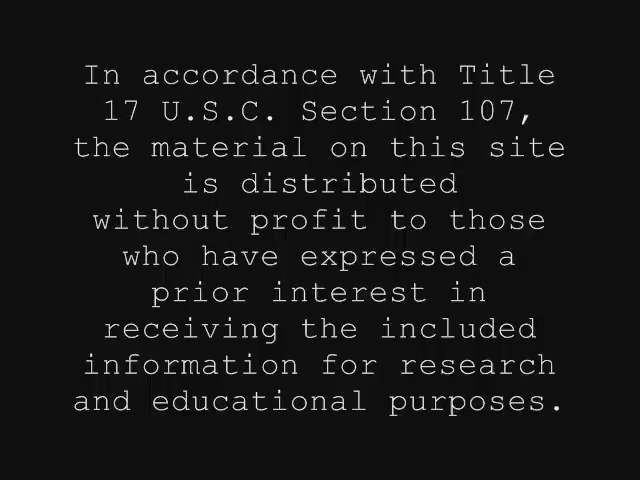 In accordance with Title
17 U.S.C. Section 107,
the material on this site
is distributed
without profit to those
who have expressed a
prior interest in
receiving the included
information for research
and educational purposes.